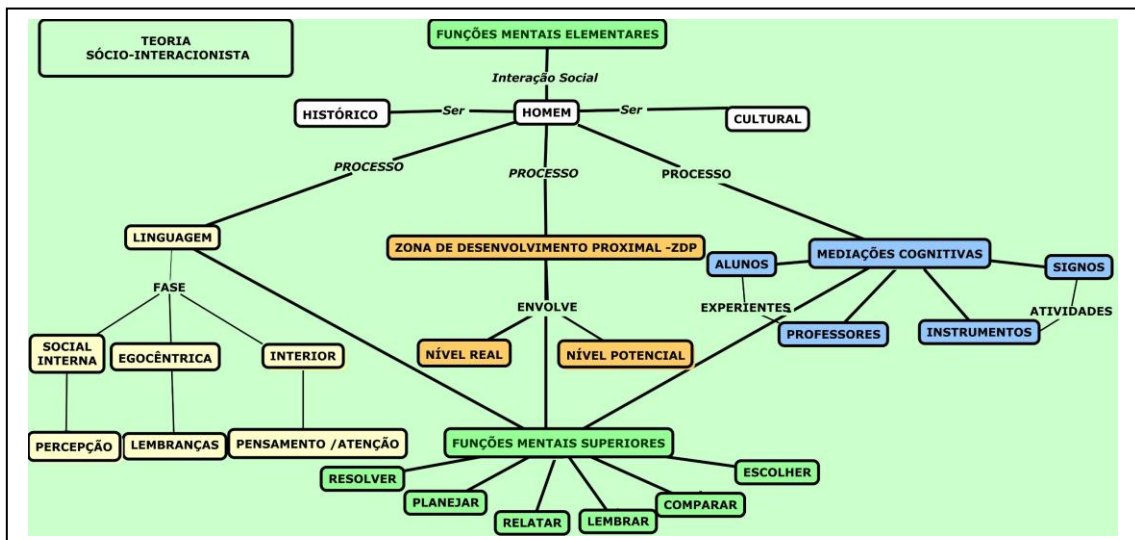 TEORIA
SÓCIO-INTERACIONISTA
FUNÇÕES MENTAIS ELEMENTARES
Interação Social
HISTÓRICO
Ser
HOMEM
Ser
CULTURAL
PROCESSO
PROCESSO
PROCESSO
LINGUAGEM
ZONA DE DESENVOLVIMENTO PROXIMAL -ZDP
MEDIAÇÕES COGNITIVAS
ALUNOS
SIGNOS
FASE
ENVOLVE
EXPERIENTES
ATIVIDADES
PROFESSORES
INSTRUMENTOS
SOCIAL
INTERNA
EGOCÊNTRICA
INTERIOR
NÍVEL REAL
NÍVEL POTENCIAL
PERCEPÇÃO
LEMBRANÇAS
PENSAMENTO /ATENÇÃO
FUNÇÕES MENTAIS SUPERIORES
RESOLVER
PLANEJAR
RELATAR
LEMBRAR
COMPARAR
ESCOLHER